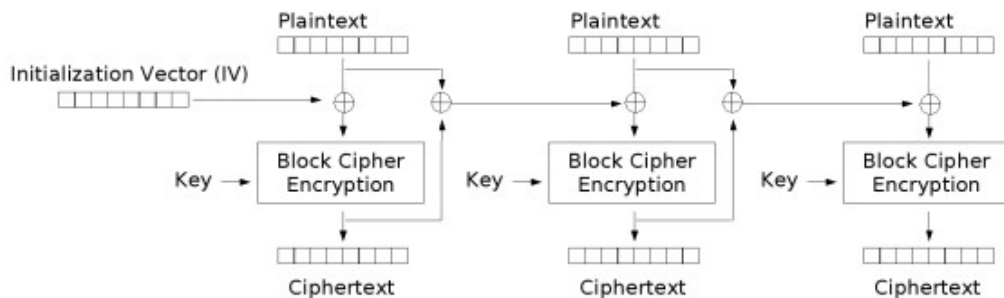 Plaintext
Plaintext
Plaintext
Initialization Vector (IV)
Key
Block Cipher
Encryption
Key
Block Cipher
Encryption
Key
Block Cipher
Encryption
Ciphertext
Ciphertext
Ciphertext